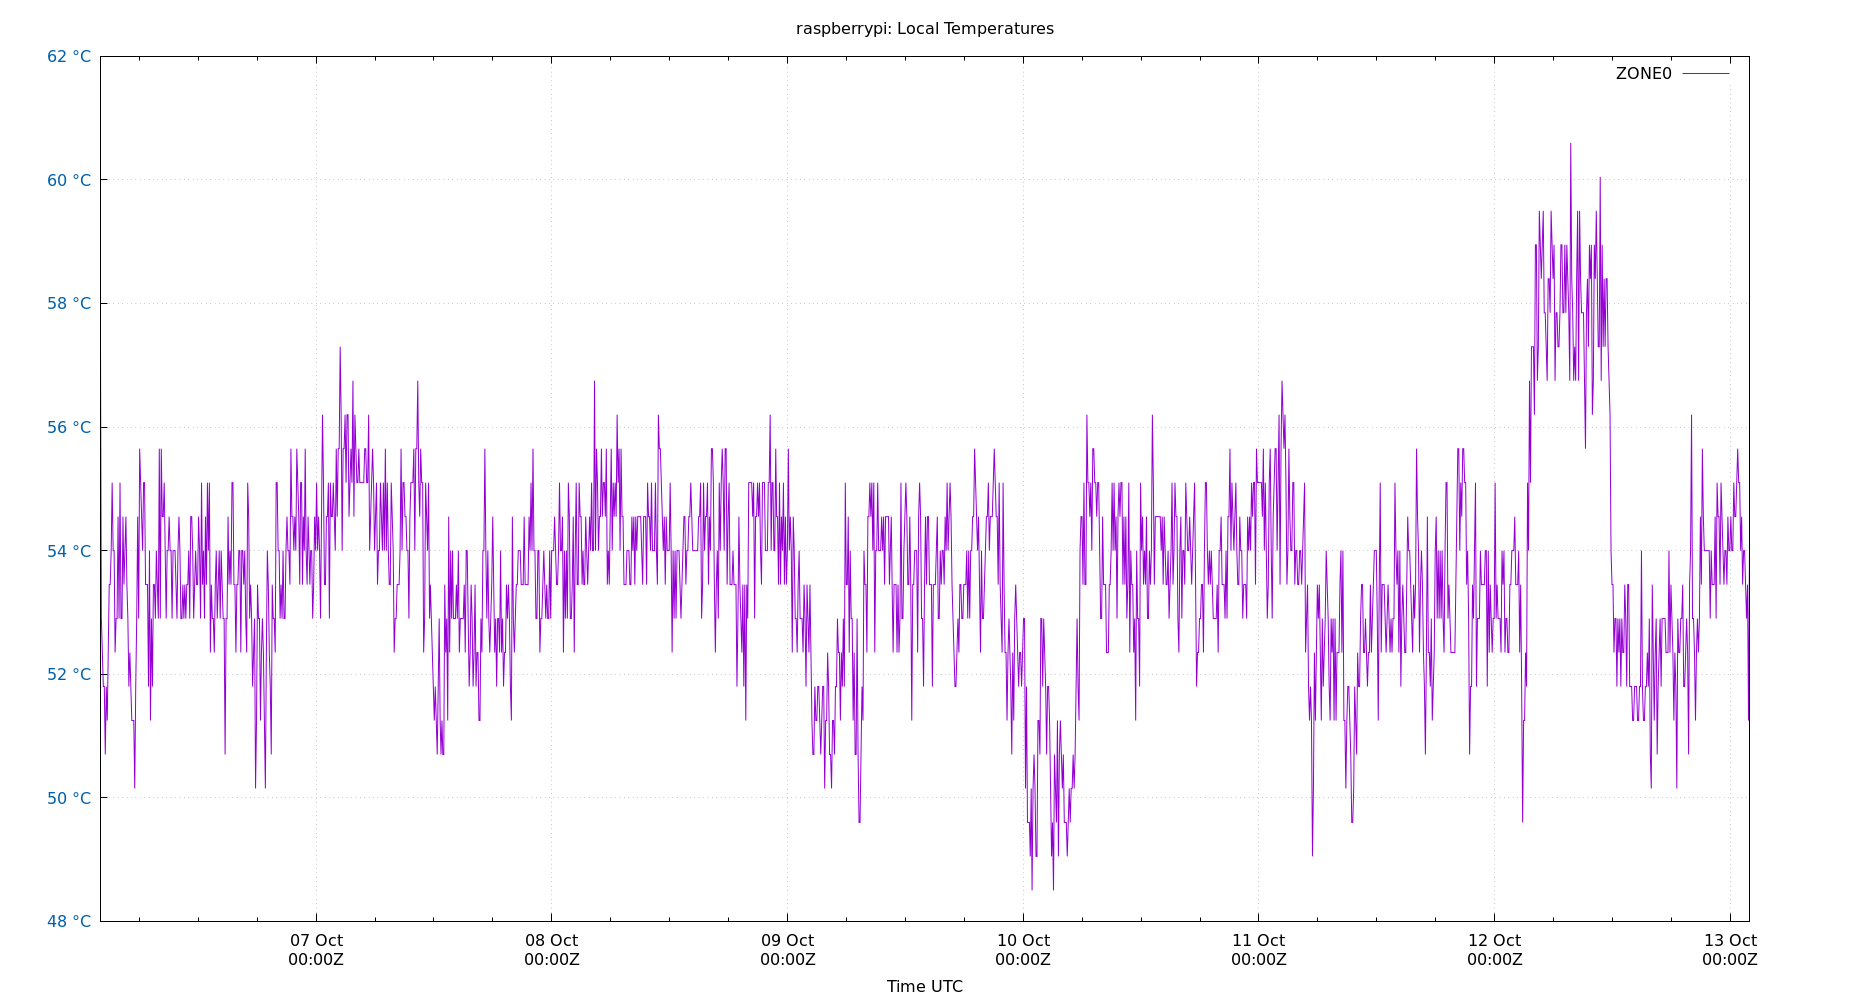 raspberrypi: Local Temperatures
62 °C
ZONE0
60 °C
58 °C
56 °C
54 °C
52 °C
50 °C
48 °C
07 Oct 08 Oct 09 Oct 10 Oct 11 Oct 12 Oct 13 Oct
00:00Z 00:00Z 00:00Z 00:00Z 00:00Z 00:00Z 00:00Z
Time UTC